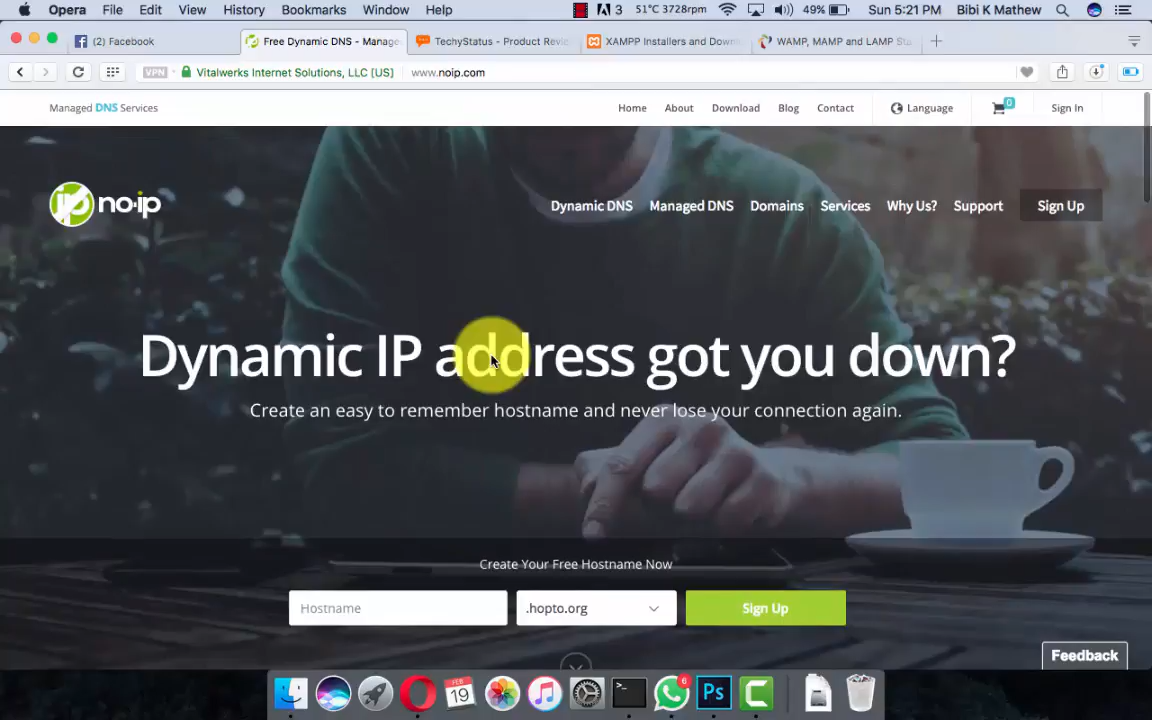 Opera File Edit View History Bookmarks Window Help 3 51°C 3728rpm 49% Sun 5:21 PM Bibi K Mathew
(2) Facebook
Free Dynamic DNS - Manage
TechyStatus - Product Revie
XAMPP Installers and Down
WAMP, MAMP and LAMP Sta
VPN Vitalwerks Internet Solutions, LLC [US] www.noip.com
Managed DNS Services Home About Download Blog Contact Language 0 Sign In
no-ip Dynamic DNS Managed DNS Domains Services Why Us? Support Sign Up
Dynamic IP address got you down?
Create an easy to remember hostname and never lose your connection again.
Create Your Free Hostname Now
Hostname .hopto.org Sign Up
Feedback
FEB
19
>_
6
Ps
C